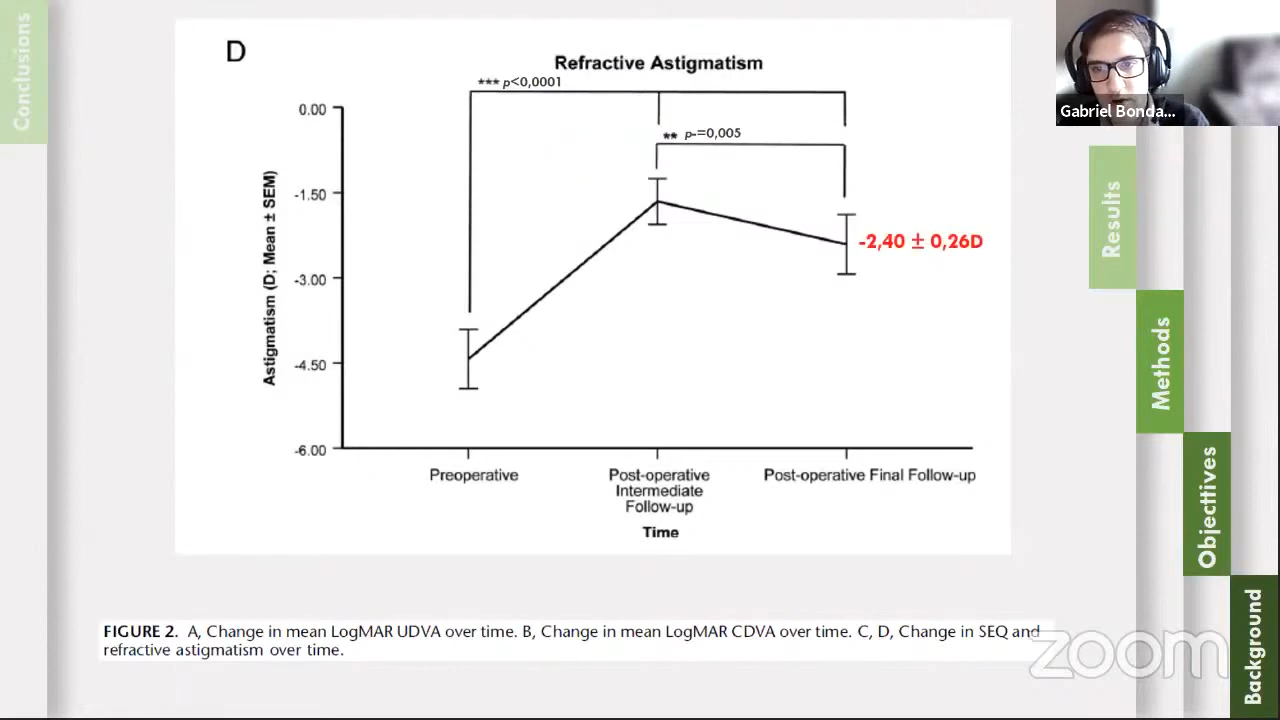 Conclusions
D
Refractive Astigmatism
*** p<0,0001
** p-=0,005
0.00
-1.50
-3.00
-4.50
-6.00
Astigmatism (D; Mean ± SEM)
-2,40 ± 0,26D
Preoperative
Post-operative
Intermediate
Follow-up
Post-operative Final Follow-up
Time
FIGURE 2. A, Change in mean LogMAR UDVA over time. B, Change in mean LogMAR CDVA over time. C, D, Change in SEQ and
refractive astigmatism over time.
Gabriel Bonda...
Results
Methods
Objecttives
Background
zoom